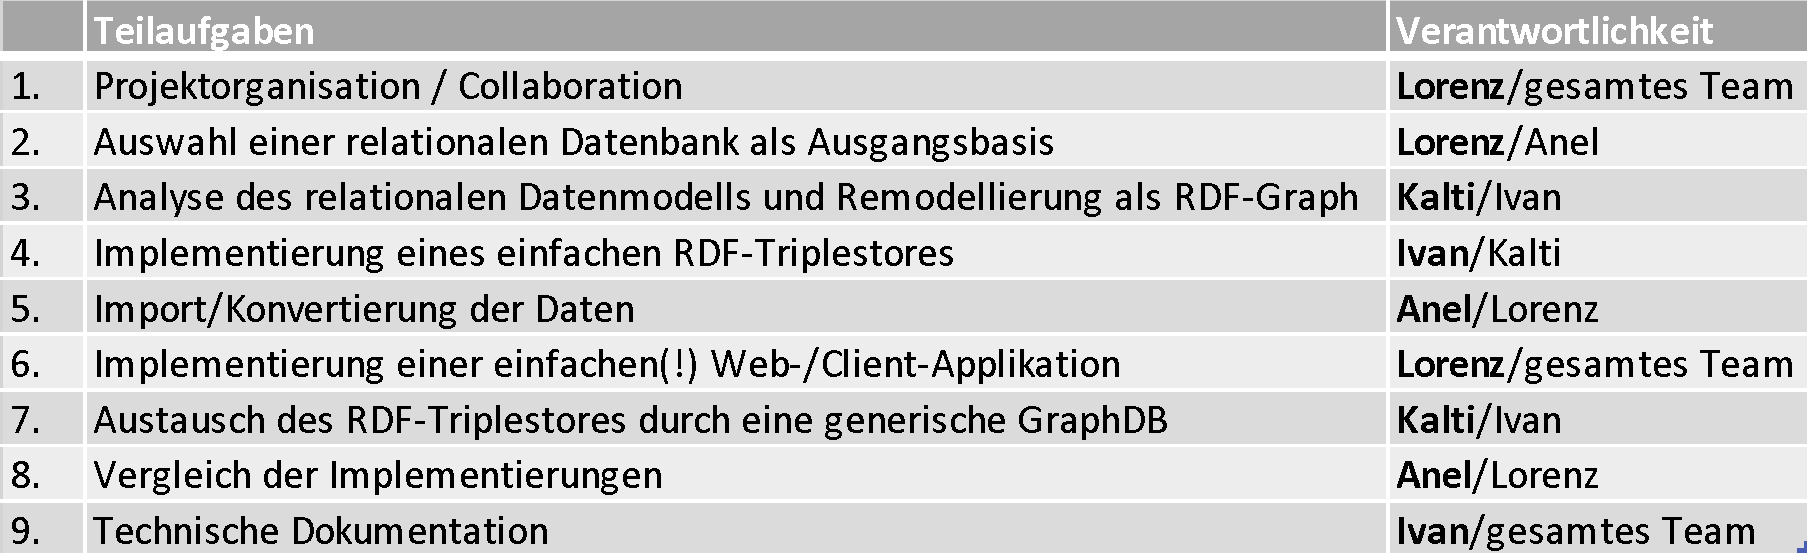 Teilaufgaben Verantwortlichkeit
1. Projektorganisation / Collaboration Lorenz/gesamtes Team
2. Auswahl einer relationalen Datenbank als Ausgangsbasis Lorenz/Anel
3. Analyse des relationalen Datenmodells und Remodellierung als RDF-Graph Kalti/Ivan
4. Implementierung eines einfachen RDF-Triplestores Ivan/Kalti
5. Import/Konvertierung der Daten Anel/Lorenz
6. Implementierung einer einfachen(!) Web-/Client-Applikation Lorenz/gesamtes Team
7. Austausch des RDF-Triplestores durch eine generische GraphDB Kalti/Ivan
8. Vergleich der Implementierungen Anel/Lorenz
9. Technische Dokumentation Ivan/gesamtes Team